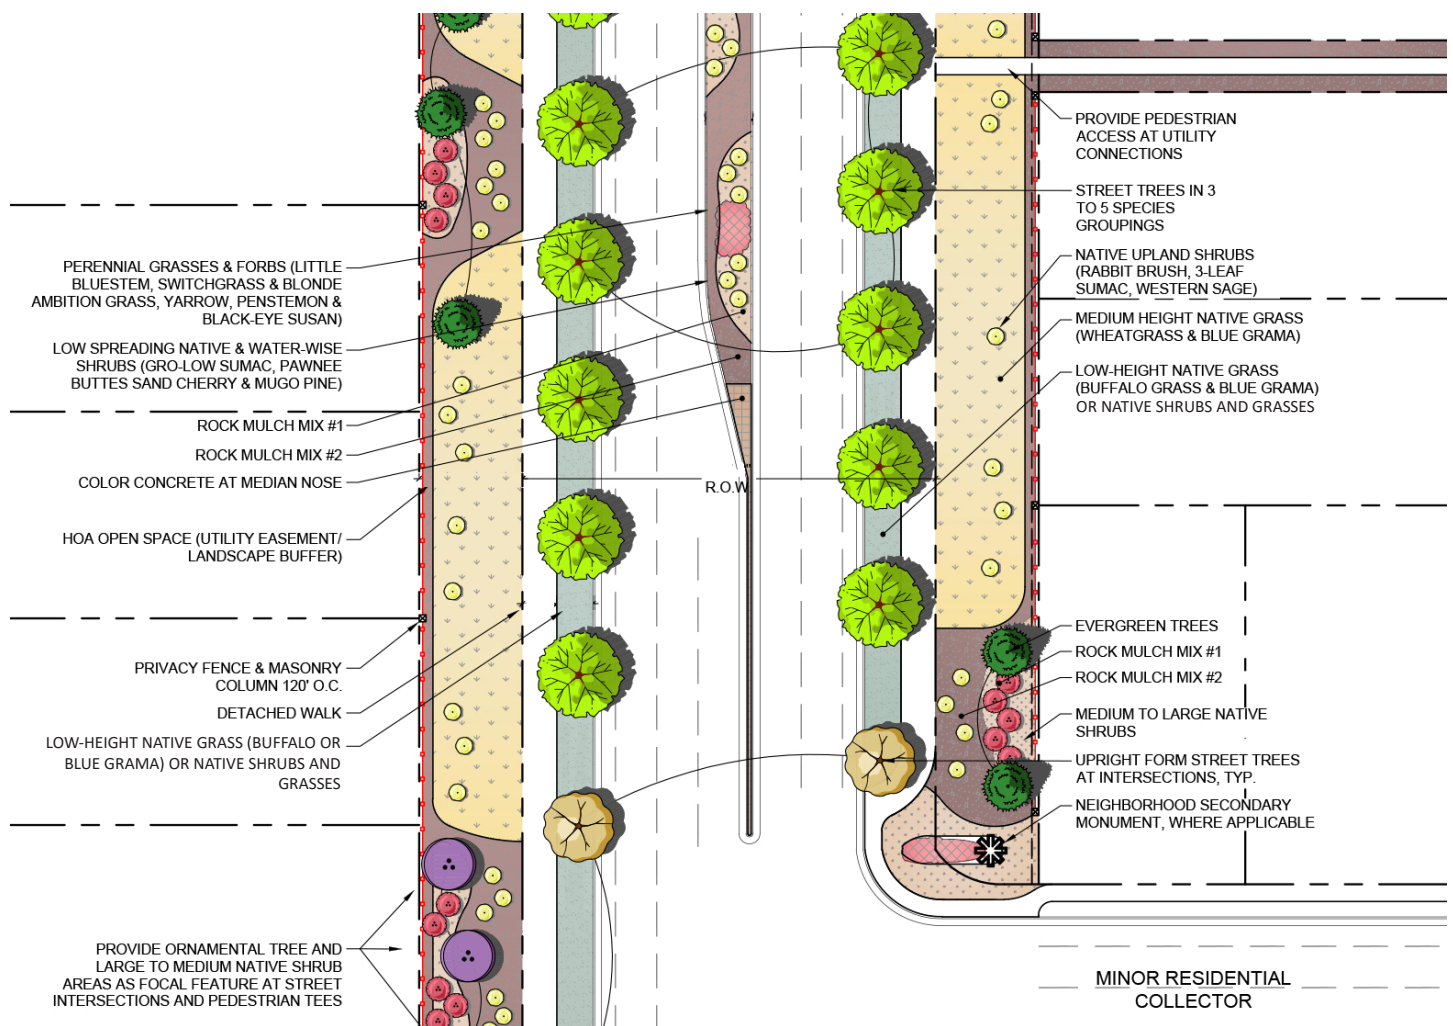 PERENNIAL GRASSES & FORBS (LITTLE
BLUESTEM, SWITCHGRASS & BLONDE
AMBITION GRASS, YARROW, PENSTEMON &
BLACK-EYE SUSAN)
LOW SPREADING NATIVE & WATER-WISE
SHRUBS (GRO-LOW SUMAC, PAWNEE
BUTTES SAND CHERRY & MUGO PINE)
ROCK MULCH MIX #1
ROCK MULCH MIX #2
COLOR CONCRETE AT MEDIAN NOSE
HOA OPEN SPACE (UTILITY EASEMENT/
LANDSCAPE BUFFER)
PRIVACY FENCE & MASONRY
COLUMN 120' O.C.
DETACHED WALK
LOW-HEIGHT NATIVE GRASS (BUFFALO OR
BLUE GRAMA) OR NATIVE SHRUBS AND
GRASSES
PROVIDE ORNAMENTAL TREE AND
LARGE TO MEDIUM NATIVE SHRUB
AREAS AS FOCAL FEATURE AT STREET
INTERSECTIONS AND PEDESTRIAN TEES
R.O.W.
PROVIDE PEDESTRIAN
ACCESS AT UTILITY
CONNECTIONS
STREET TREES IN 3
TO 5 SPECIES
GROUPINGS
NATIVE UPLAND SHRUBS
(RABBIT BRUSH, 3-LEAF
SUMAC, WESTERN SAGE)
MEDIUM HEIGHT NATIVE GRASS
(WHEATGRASS & BLUE GRAMA)
LOW-HEIGHT NATIVE GRASS
(BUFFALO GRASS & BLUE GRAMA)
OR NATIVE SHRUBS AND GRASSES
EVERGREEN TREES
ROCK MULCH MIX #1
ROCK MULCH MIX #2
MEDIUM TO LARGE NATIVE
SHRUBS
UPRIGHT FORM STREET TREES
AT INTERSECTIONS, TYP.
NEIGHBORHOOD SECONDARY
MONUMENT, WHERE APPLICABLE
MINOR RESIDENTIAL
COLLECTOR